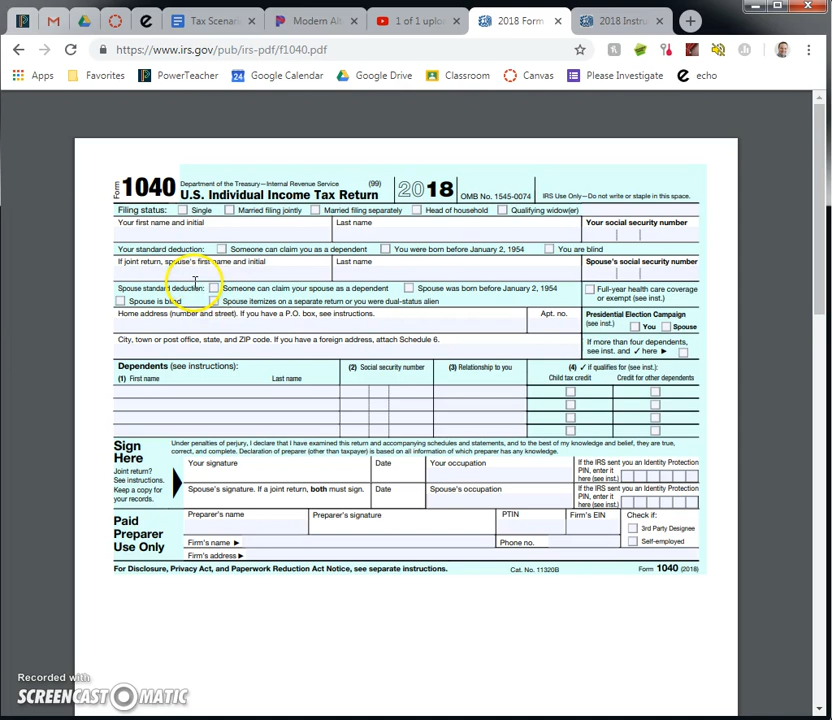 Tax Scenari
Modern Alt
1 of 1 uploa
2018 Form
2018 Instru
https://www.irs.gov/pub/irs-pdf/f1040.pdf
Apps Favorites PowerTeacher Google Calendar Google Drive Classroom Canvas Please Investigate echo
Form 1040 Department of the Treasury—Internal Revenue Service (99)
U.S. Individual Income Tax Return 2018 OMB No. 1545-0074 IRS Use Only—Do not write or staple in this space.
Filing status: Single Married filing jointly Married filing separately Head of household Qualifying widow(er)
Your first name and initial Last name Your social security number
Your standard deduction: Someone can claim you as a dependent You were born before January 2, 1954 You are blind
If joint return, spouse's first name and initial Last name Spouse's social security number
Spouse standard deduction: Someone can claim your spouse as a dependent Spouse was born before January 2, 1954 Full-year health care coverage
Spouse is blind Spouse itemizes on a separate return or you were dual-status alien or exempt (see inst.)
Home address (number and street). If you have a P.O. box, see instructions. Apt. no. Presidential Election Campaign
(see inst.) You Spouse
City, town or post office, state, and ZIP code. If you have a foreign address, attach Schedule 6. If more than four dependents,
see inst. and ✓ here ▶
Dependents (see instructions): (2) Social security number (3) Relationship to you (4) ✓ if qualifies for (see inst.):
(1) First name Last name Child tax credit Credit for other dependents
Sign
Here
Joint return?
See instructions.
Keep a copy for
your records.
Under penalties of perjury, I declare that I have examined this return and accompanying schedules and statements, and to the best of my knowledge and belief, they are true,
correct, and complete. Declaration of preparer (other than taxpayer) is based on all information of which preparer has any knowledge.
Your signature Date Your occupation If the IRS sent you an Identity Protection
PIN, enter it
here (see inst.)
Spouse's signature. If a joint return, both must sign. Date Spouse's occupation If the IRS sent you an Identity Protection
PIN, enter it
here (see inst.)
Paid
Preparer
Use Only
Preparer's name Preparer's signature PTIN Firm's EIN Check if:
3rd Party Designee
Self-employed
Firm's name ▶ Phone no.
Firm's address ▶
For Disclosure, Privacy Act, and Paperwork Reduction Act Notice, see separate instructions. Cat. No. 11320B Form 1040 (2018)
Recorded with
SCREENCAST-O-MATIC